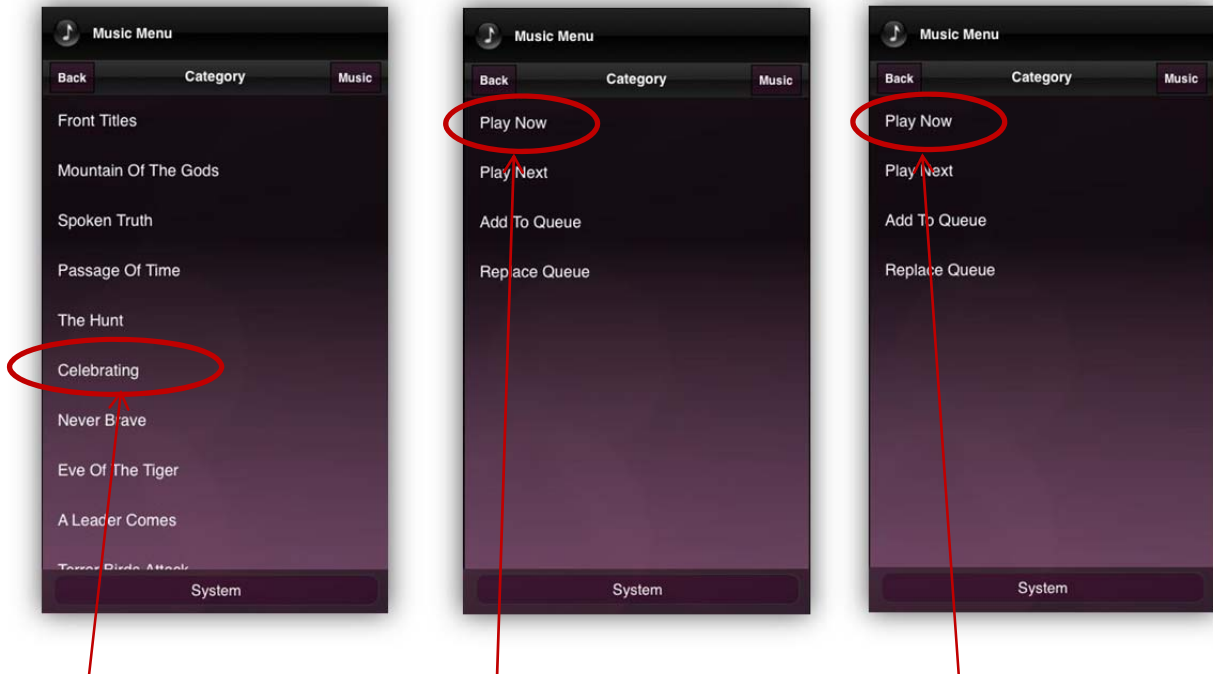 Music Menu
Back Category Music
Front Titles
Mountain Of The Gods
Spoken Truth
Passage Of Time
The Hunt
Celebrating
Never Brave
Eve Of The Tiger
A Leader Comes
Terror Birds Attack
System
Music Menu
Back Category Music
Play Now
Play Next
Add To Queue
Replace Queue
System
Music Menu
Back Category Music
Play Now
Play Next
Add To Queue
Replace Queue
System